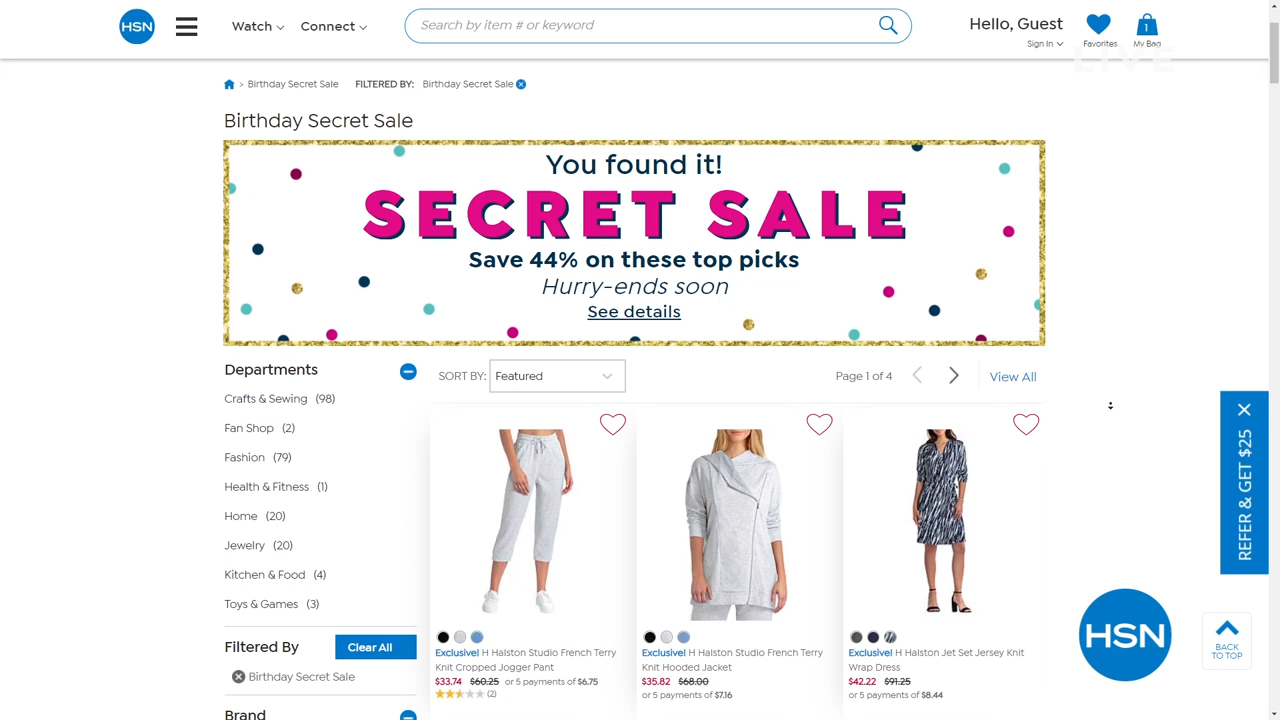 HSN
Watch
Connect
Search by item # or keyword
Hello, Guest
Sign In
Favorites
1
My Bag
LIVE
> Birthday Secret Sale
FILTERED BY:
Birthday Secret Sale
Birthday Secret Sale
You found it!
SECRET SALE
Save 44% on these top picks
Hurry-ends soon
See details
Departments
Crafts & Sewing (98)
Fan Shop (2)
Fashion (79)
Health & Fitness (1)
Home (20)
Jewelry (20)
Kitchen & Food (4)
Toys & Games (3)
Filtered By
Clear All
Birthday Secret Sale
Brand
SORT BY:
Featured
Page 1 of 4
View All
Exclusive! H Halston Studio French Terry
Knit Cropped Jogger Pant
$33.74 $60.25 or 5 payments of $6.75
(2)
Exclusive! H Halston Studio French Terry
Knit Hooded Jacket
$35.82 $68.00
or 5 payments of $7.16
Exclusive! H Halston Jet Set Jersey Knit
Wrap Dress
$42.22 $91.25
or 5 payments of $8.44
REFER & GET $25
HSN
BACK
TO TOP